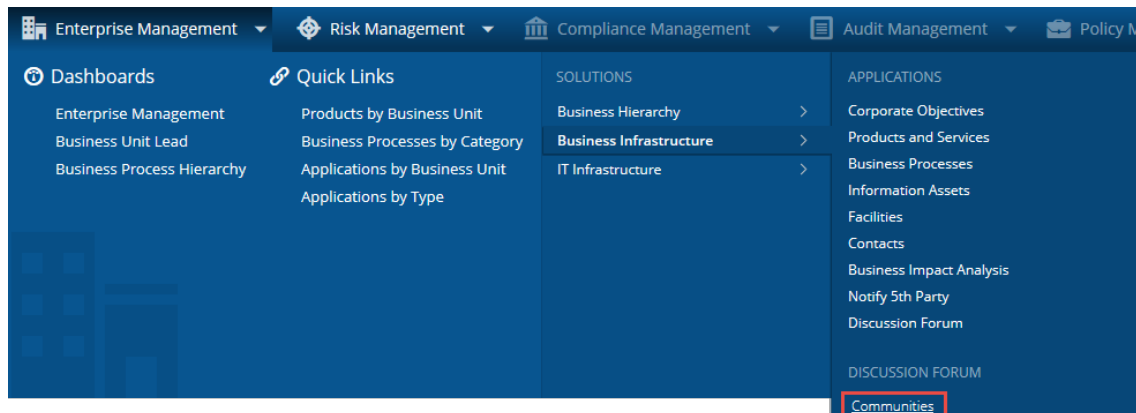 Enterprise Management
Risk Management
Compliance Management
Audit Management
Policy M
Dashboards
Enterprise Management
Business Unit Lead
Business Process Hierarchy
Quick Links
Products by Business Unit
Business Processes by Category
Applications by Business Unit
Applications by Type
SOLUTIONS
Business Hierarchy
Business Infrastructure
IT Infrastructure
APPLICATIONS
Corporate Objectives
Products and Services
Business Processes
Information Assets
Facilities
Contacts
Business Impact Analysis
Notify 5th Party
Discussion Forum
DISCUSSION FORUM
Communities